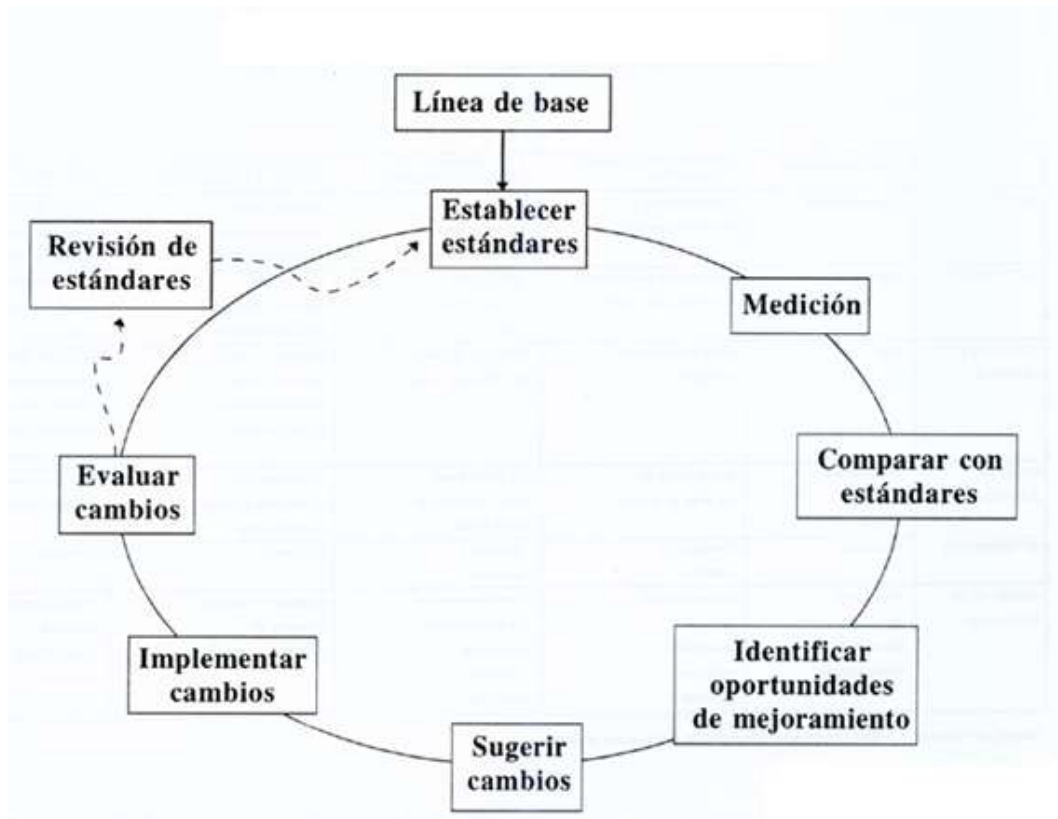 Línea de base
Establecer
estándares
Medición
Comparar con
estándares
Identificar
oportunidades
de mejoramiento
Sugerir
cambios
Implementar
cambios
Evaluar
cambios
Revisión de
estándares